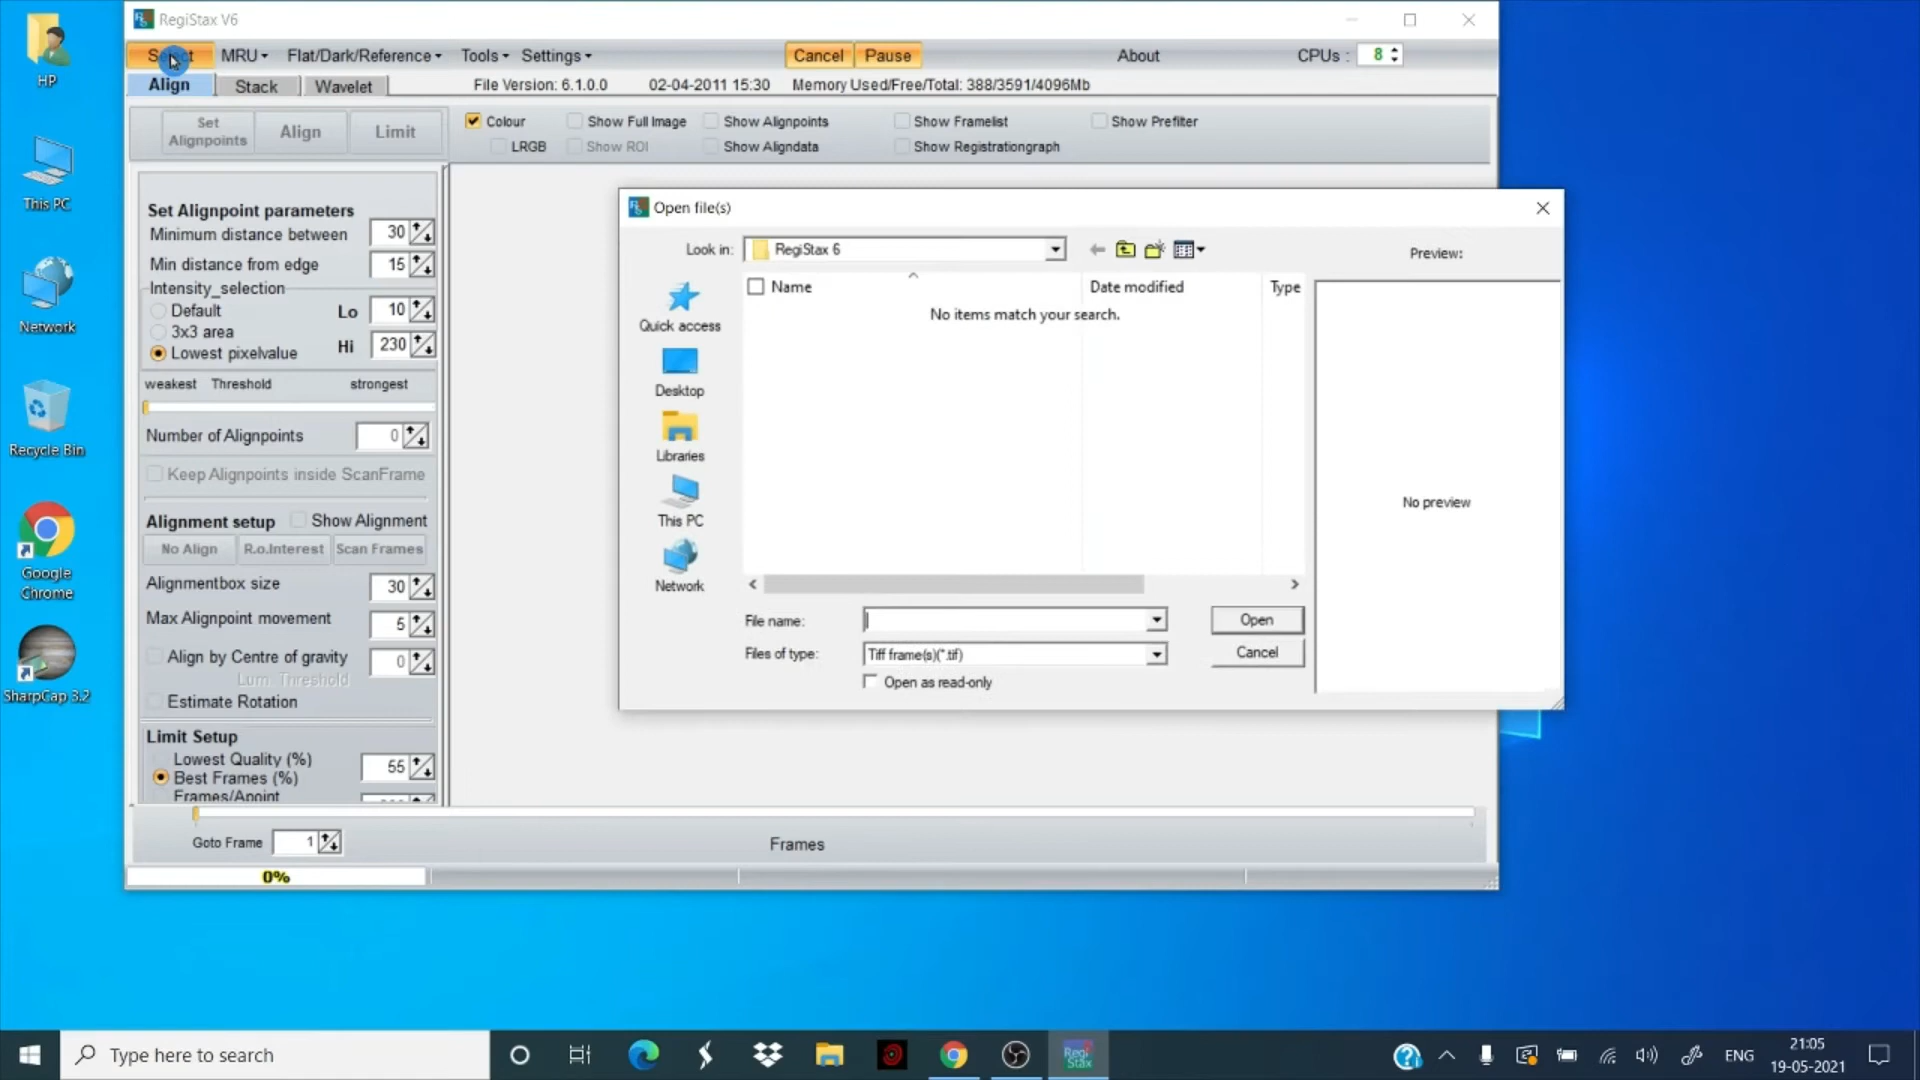 HP
This PC
Network
Recycle Bin
Google
Chrome
SharpCap 3.2
RegiStax V6
Select MRU Flat/Dark/Reference Tools Settings Cancel Pause About CPUs : 8
Align Stack Wavelet File Version: 6.1.0.0 02-04-2011 15:30 Memory Used/Free/Total: 388/3591/4096Mb
Set
Alignpoints
Align
Limit
Colour Show Full Image Show Alignpoints Show Framelist Show Prefilter
LRGB Show ROI Show Aligndata Show Registrationgraph
Set Alignpoint parameters
Minimum distance between 30
Min distance from edge 15
Intensity_selection
Default Lo 10
3x3 area
Lowest pixelvalue Hi 230
weakest Threshold strongest
Number of Alignpoints 0
Keep Alignpoints inside ScanFrame
Alignment setup Show Alignment
No Align R.o.Interest Scan Frames
Alignmentbox size 30
Max Alignpoint movement 5
Align by Centre of gravity 0
Lum. Threshold
Estimate Rotation
Limit Setup
Lowest Quality (%)
Best Frames (%) 55
Frames/Apoint
Goto Frame 1
Frames
0%
Open file(s)
Look in: RegiStax 6
Preview:
Name Date modified Type
No items match your search.
Quick access
Desktop
Libraries
This PC
Network
No preview
File name:
Open
Files of type: Tiff frame(s)(*.tif)
Cancel
Open as read-only
Type here to search
Regi
Stax
ENG
21:05
19-05-2021